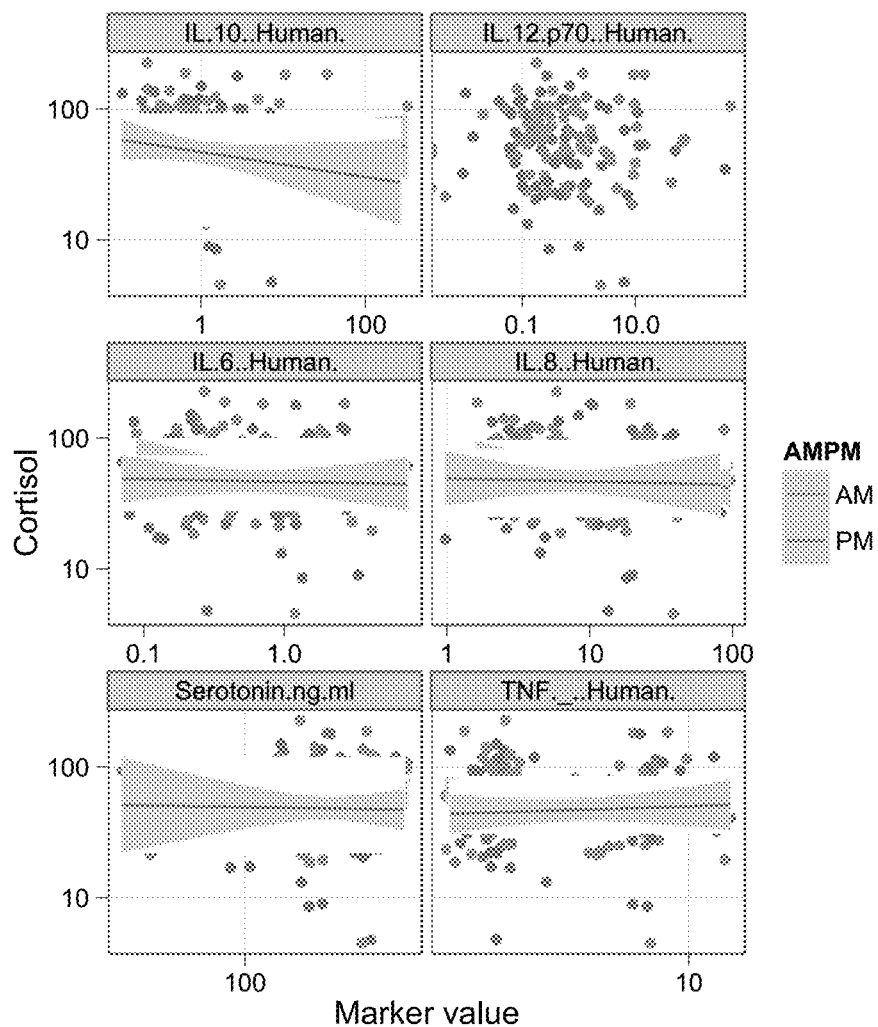 IL.10..Human.
IL.12.p70..Human.
100
10
1
100
0.1
10.0
IL.6..Human.
IL.8..Human.
100
10
0.1
1.0
1
10
100
Serotonin.ng.ml
TNF._..Human.
100
10
100
10
Cortisol
Marker value
AMPM
AM
PM